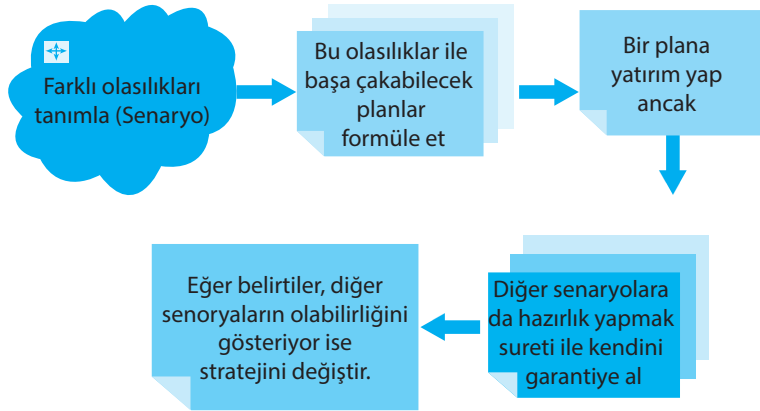 Farklı olasılıkları
tanımla (Senaryo)
Bu olasılıklar ile
başa çakabilecek
planlar
formüle et
Bir plana
yatırım yap
ancak
Diğer senaryolara
da hazırlık yapmak
sureti ile kendini
garantiye al
Eğer belirtiler, diğer
senoryaların olabilirliğini
gösteriyor ise
stratejini değiştir.